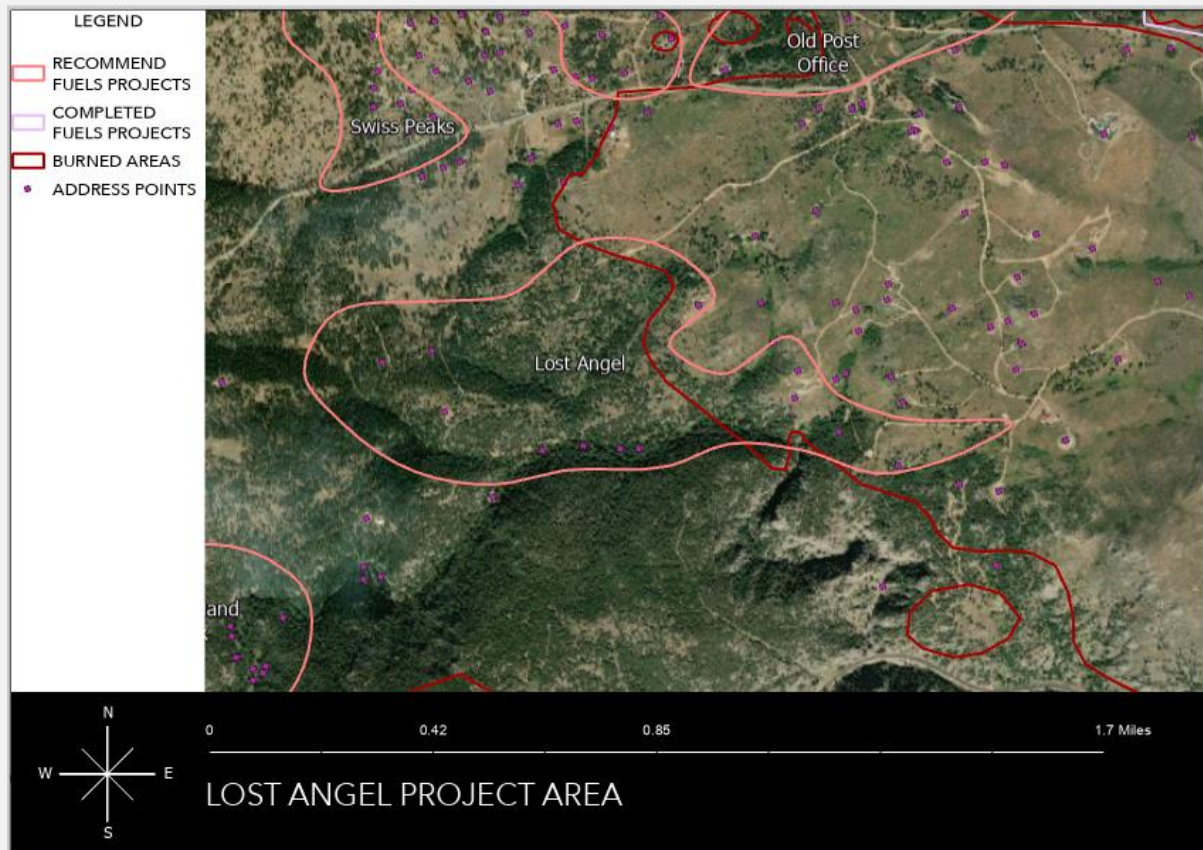 LEGEND
RECOMMEND
FUELS PROJECTS
COMPLETED
FUELS PROJECTS
BURNED AREAS
ADDRESS POINTS
Old Post
Office
Swiss Peaks
Lost Angel
and
N
W
E
S
0
0.42
0.85
1.7 Miles
LOST ANGEL PROJECT AREA